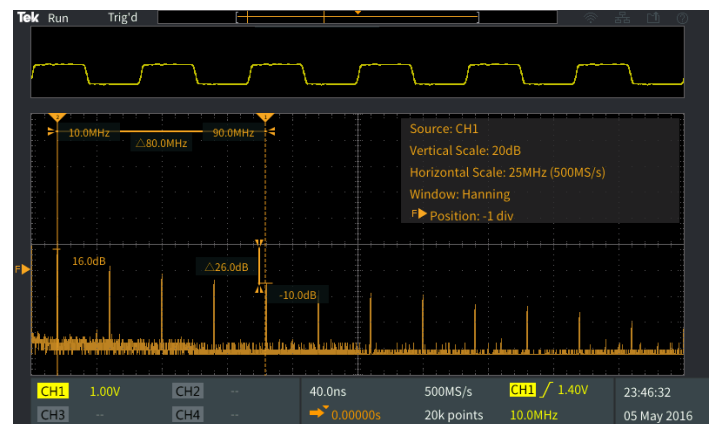 Tek Run Trig'd
10.0MHz 90.0MHz
△80.0MHz
Source: CH1
Vertical Scale: 20dB
Horizontal Scale: 25MHz (500MS/s)
Window: Hanning
F▶ Position: -1 div
16.0dB
△26.0dB
-10.0dB
F
CH1 1.00V CH2 -- 40.0ns 500MS/s CH1 1.40V 23:46:32
CH3 -- CH4 -- 0.00000s 20k points 10.0MHz 05 May 2016